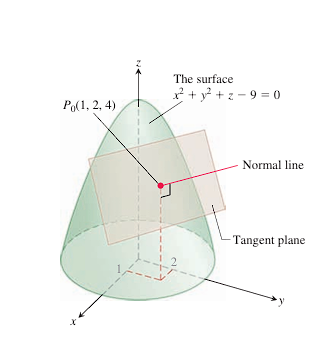 z
The surface
x² + y² + z − 9 = 0
P₀(1, 2, 4)
Normal line
Tangent plane
1
2
y
x